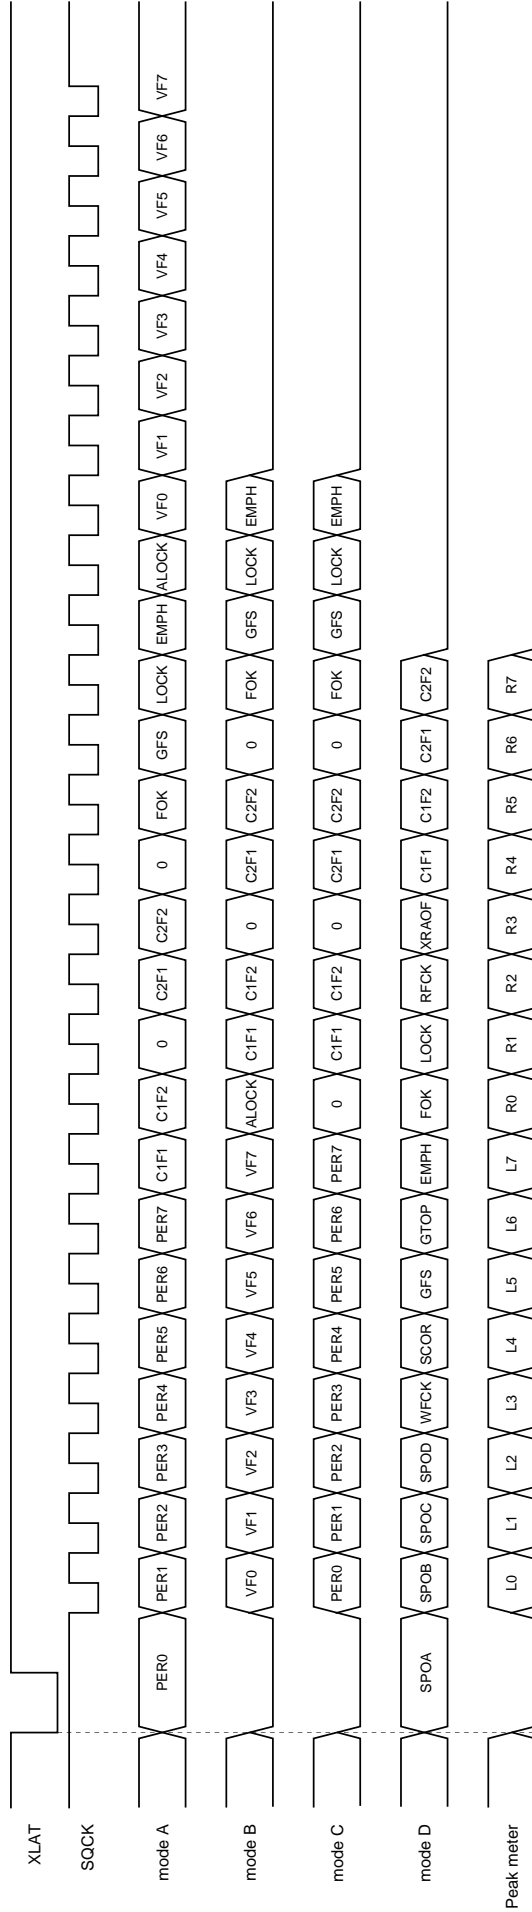 XLAT
SQCK
mode A
PER0 PER1 PER2 PER3 PER4 PER5 PER6 PER7 C1F1 C1F2 0 C2F1 C2F2 0 FOK GFS LOCK EMPH ALOCK VF0 VF1 VF2 VF3 VF4 VF5 VF6 VF7
mode B
VF0 VF1 VF2 VF3 VF4 VF5 VF6 VF7 ALOCK C1F1 C1F2 0 C2F1 C2F2 0 FOK GFS LOCK EMPH
mode C
PER0 PER1 PER2 PER3 PER4 PER5 PER6 PER7 0 C1F1 C1F2 0 C2F1 C2F2 0 FOK GFS LOCK EMPH
mode D
SPOA SPOB SPOC SPOD WFCK SCOR GFS GTOP EMPH FOK LOCK RFCK XRAOF C1F1 C1F2 C2F1 C2F2
Peak meter
L0 L1 L2 L3 L4 L5 L6 L7 R0 R1 R2 R3 R4 R5 R6 R7